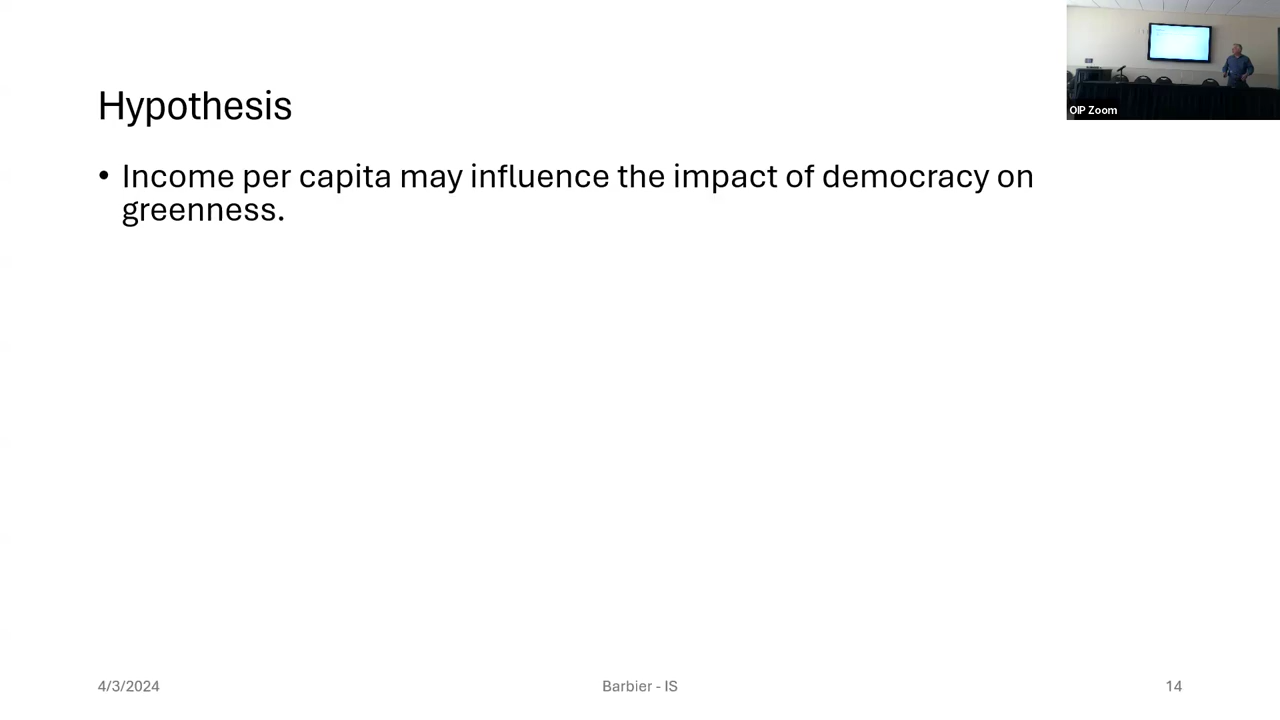 OIP Zoom
Hypothesis
• Income per capita may influence the impact of democracy on
greenness.
4/3/2024
Barbier - IS
14